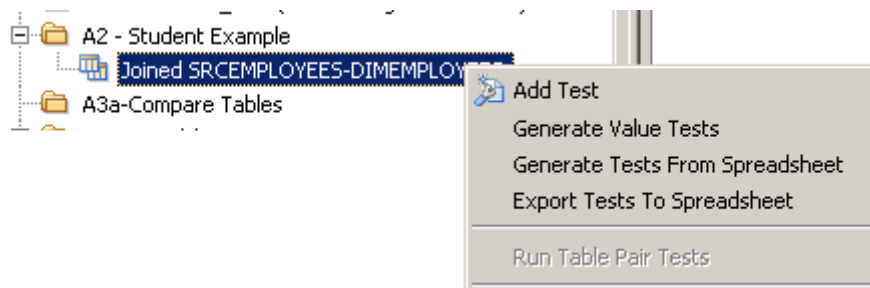 A2 - Student Example
Joined SRCEMPLOYEES-DIMEMPLOYEES
A3a-Compare Tables
Add Test
Generate Value Tests
Generate Tests From Spreadsheet
Export Tests To Spreadsheet
Run Table Pair Tests